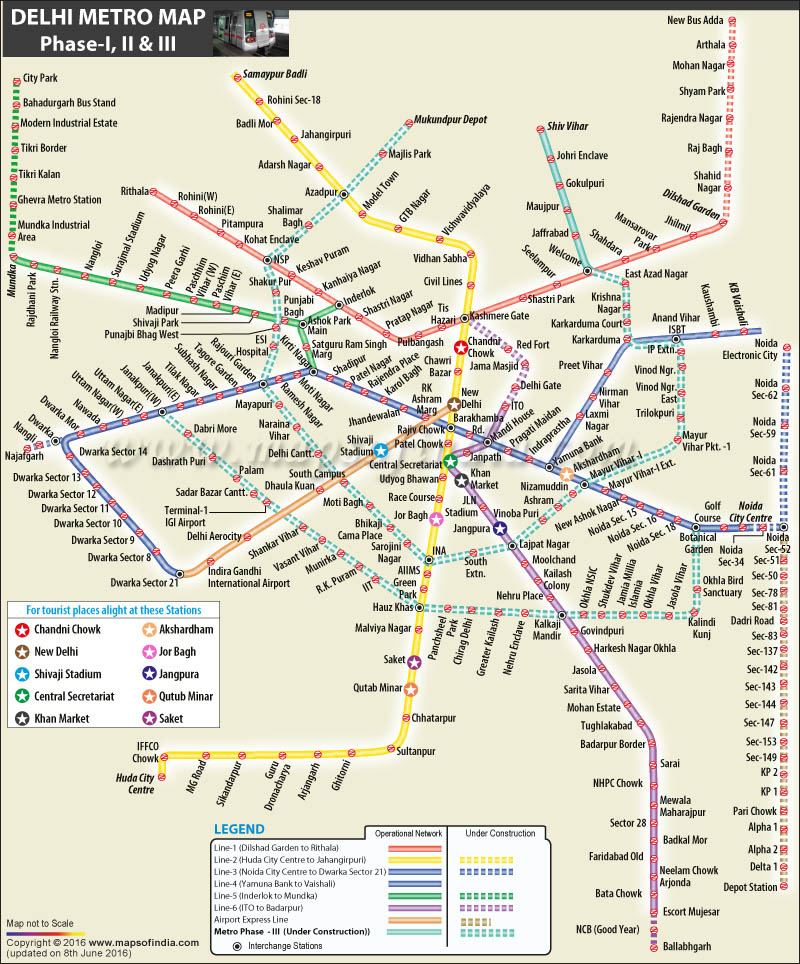 DELHI METRO MAP
Phase-I, II & III
New Bus Adda
Arthala
Mohan Nagar
Shyam Park
Rajendra Nagar
Raj Bagh
Shahid
Nagar
Dilshad Garden
Jhilmil
Mansarovar
Park
Shahdara
Seelampur
Welcome
Shastri Park
Kashmere Gate
Tis
Hazari
Pulbangash
Pratap Nagar
Shastri Nagar
Inderlok
Kanhaiya Nagar
Keshav Puram
NSP
Kohat Enclave
Pitampura
Rohini(E)
Rohini(W)
Rithala
City Park
Bahadurgarh Bus Stand
Modern Industrial Estate
Tikri Border
Tikri Kalan
Ghevra Metro Station
Mundka Industrial
Area
Mundka
Rajdhani Park
Nangloi Railway Stn.
Nangloi
Surajmal Stadium
Udyog Nagar
Peera Garhi
Paschhim
Vihar (W)
Paschim
Vihar (E)
Madipur
Shivaji Park
Punjabi Bhag West
Punjabi
Bagh
Ashok Park
Main
Satguru Ram Singh
Marg
Kirti Nagar
Samaypur Badli
Rohini Sec-18
Badli Mor
Jahangirpuri
Adarsh Nagar
Azadpur
Model Town
GTB Nagar
Vishwavidyalaya
Vidhan Sabha
Civil Lines
Chandni
Chowk
Chawri
Bazar
New
Delhi
Rajiv Chowk
Patel Chowk
Central Secretariat
Udyog Bhawan
Race Course
Jor Bagh
INA
AIIMS
Green
Park
Hauz Khas
Malviya Nagar
Saket
Qutab Minar
Chhatarpur
Sultanpur
Ghitorni
Arjangarh
Guru
Dronacharya
Sikandarpur
MG Road
IFFCO
Chowk
Huda City
Centre
Mukundpur Depot
Majlis Park
Shalimar
Bagh
Shakur Pur
ESI
Hospital
Rajouri Garden
Mayapuri
Naraina
Vihar
Delhi Cantt.
South Campus
Moti Bagh
Bhikaji
Cama Place
Sarojini
Nagar
South
Extn.
Lajpat Nagar
Vinoba Puri
Ashram
Nizamuddin
Mayur Vihar -I
Mayur Vihar-I Ext.
Mayur
Vihar Pkt. -1
Trilokpuri
Vinod Ngr.
East
Vinod Ngr.
IP Extn.
ISBT
Anand Vihar
Kaushambi
KB Vaishali
Karkarduma
Karkarduma Court
Krishna
Nagar
East Azad Nagar
Shiv Vihar
Johri Enclave
Gokulpuri
Maujpur
Jaffrabad
Preet Vihar
Nirman
Vihar
Laxmi
Nagar
Yamuna Bank
Akshardham
Indraprastha
Pragati Maidan
Mandi House
Barakhamba
Rd.
RK
Ashram
Marg
Jhandewalan
Karol Bagh
Rajendra Place
Patel Nagar
Shadipur
Moti Nagar
Ramesh Nagar
Tagore Garden
Subhash Nagar
Tilak Nagar
Janakpuri(E)
Janakpuri(W)
Uttam Nagar(E)
Uttam Nagar(W)
Nawada
Dwarka Mor
Dwarka
Nangli
Najafgarh
Dwarka Sector 14
Dwarka Sector 13
Dwarka Sector 12
Dwarka Sector 11
Dwarka Sector 10
Dwarka Sector 9
Dwarka Sector 8
Dwarka Sector 21
Indira Gandhi
International Airport
Delhi Aerocity
Dhaula Kuan
Shivaji
Stadium
Dabri More
Dashrath Puri
Palam
Sadar Bazar Cantt.
Terminal-1
IGI Airport
Shankar Vihar
Vasant Vihar
Munirka
R.K. Puram
IIT
Panchsheel
Park
Chirag Delhi
Greater Kailash
Nehru Enclave
Kalkaji
Mandir
Okhla NSIC
Shukdev Vihar
Jamia Milia
Islamia
Okhla Vihar
Jasola Vihar
Kalindi
Kunj
Okhla Bird
Sanctuary
Botanical
Garden
Red Fort
Jama Masjid
Delhi Gate
ITO
Janpath
Khan
Market
JLN
Stadium
Jangpura
Moolchand
Kailash
Colony
Nehru Place
Govindpuri
Harkesh Nagar Okhla
Jasola
Sarita Vihar
Mohan Estate
Tughlakabad
Badarpur Border
Sarai
NHPC Chowk
Mewala
Maharajpur
Sector 28
Badkal Mor
Faridabad Old
Neelam Chowk
Arjonda
Bata Chowk
Escort Mujesar
NCB (Good Year)
Ballabhgarh
New Ashok Nagar
Noida Sec. 15
Noida Sec. 16
Noida Sec. 15
Golf
Course
Noida
City Centre
Noida
Sec-34
Noida
Electronic City
Noida
Sec-62
Noida
Sec-59
Noida
Sec-61
Noida
Sec-52
Sec-51
Sec-50
Sec-78
Sec-81
Dadri Road
Sec-83
Sec-137
Sec-142
Sec-143
Sec-144
Sec-147
Sec-153
Sec-149
KP 2
KP 1
Pari Chowk
Alpha 1
Alpha 2
Delta 1
Depot Station
For tourist places alight at these Stations
Chandni Chowk
Akshardham
New Delhi
Jor Bagh
Shivaji Stadium
Jangpura
Central Secretariat
Qutub Minar
Khan Market
Saket
LEGEND
Operational Network
Under Construction
Line-1 (Dilshad Garden to Rithala)
Line-2 (Huda City Centre to Jahangirpuri)
Line-3 (Noida City Centre to Dwarka Sector 21)
Line-4 (Yamuna Bank to Vaishali)
Line-5 (Inderlok to Mundka)
Line-6 (ITO to Badarpur)
Airport Express Line
Metro Phase - III (Under Construction))
Interchange Stations
Map not to Scale
Copyright © 2016 www.mapsofindia.com
(updated on 8th June 2016)